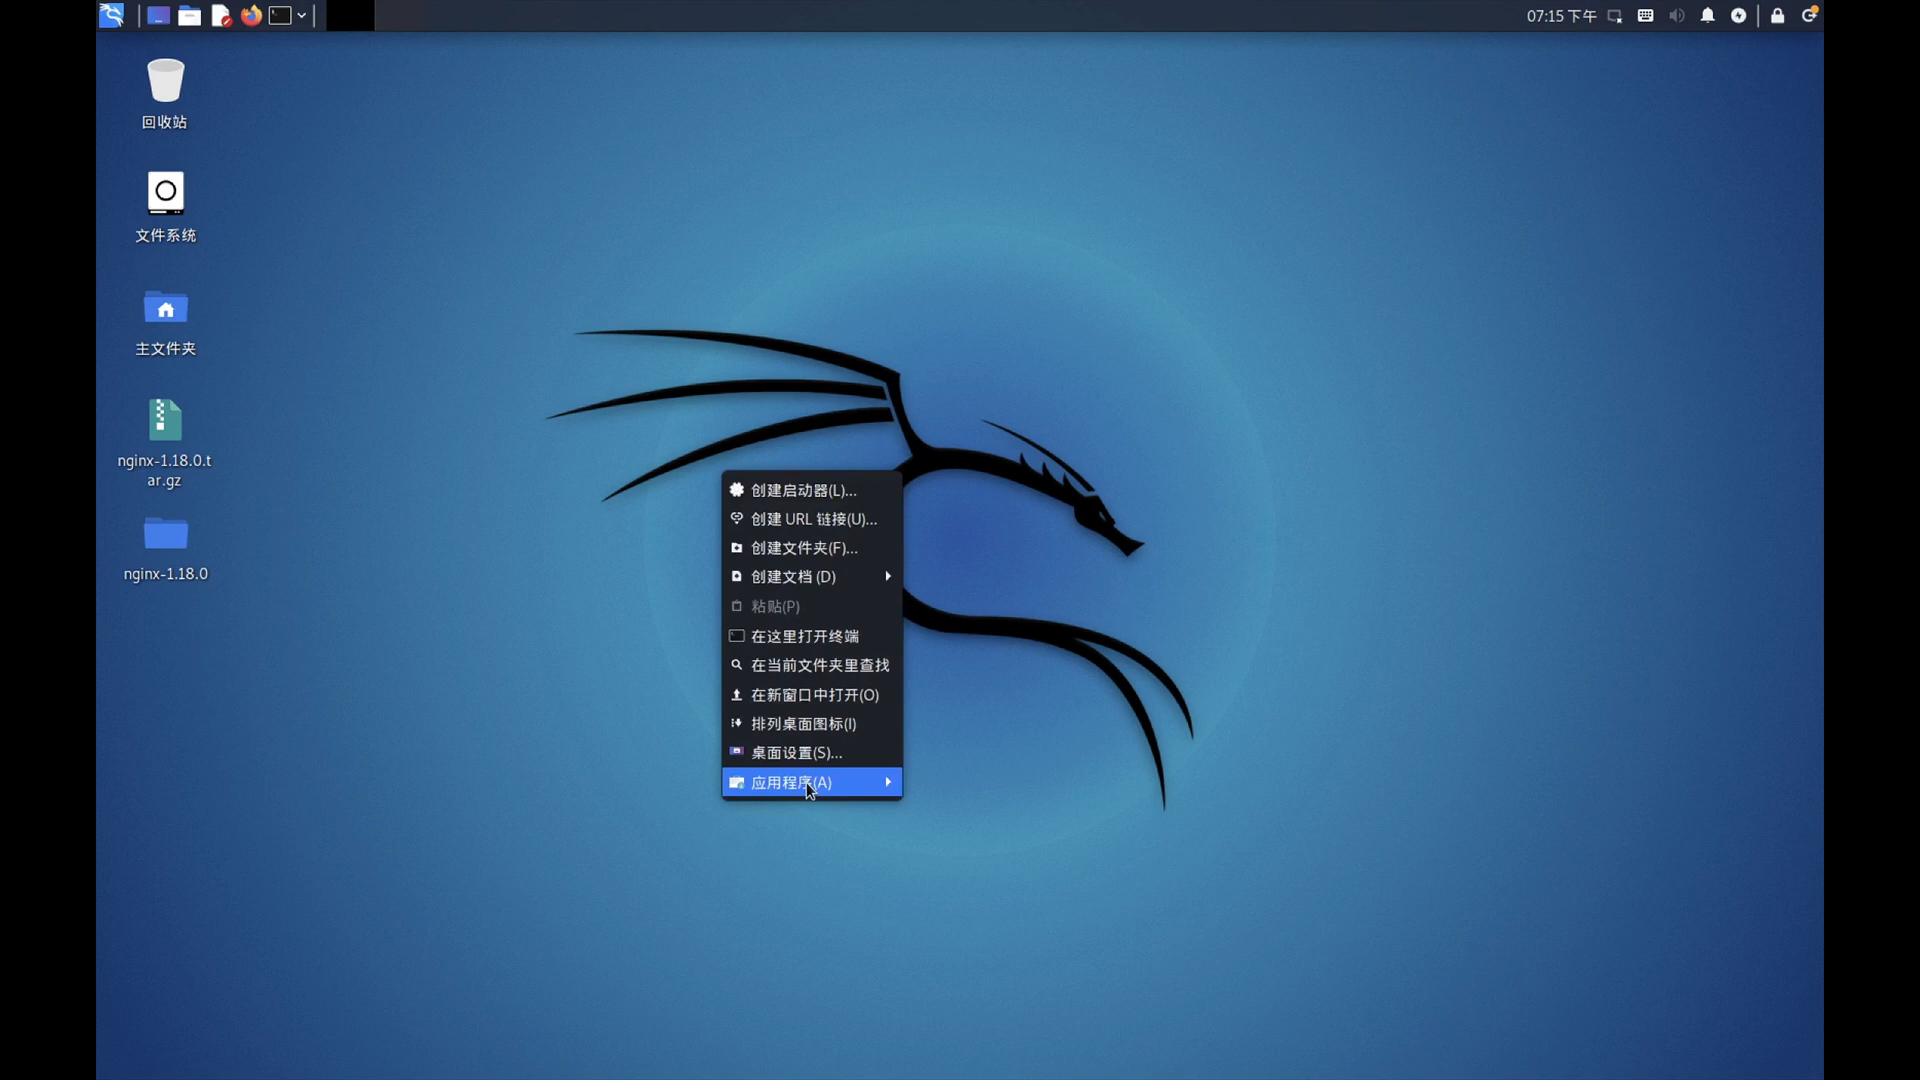 07:15 下午
回收站
文件系统
主文件夹
nginx-1.18.0.t
ar.gz
nginx-1.18.0
创建启动器(L)...
创建 URL 链接(U)...
创建文件夹(F)...
创建文档 (D)
粘贴(P)
在这里打开终端
在当前文件夹里查找
在新窗口中打开(O)
排列桌面图标(I)
桌面设置(S)...
应用程序(A)